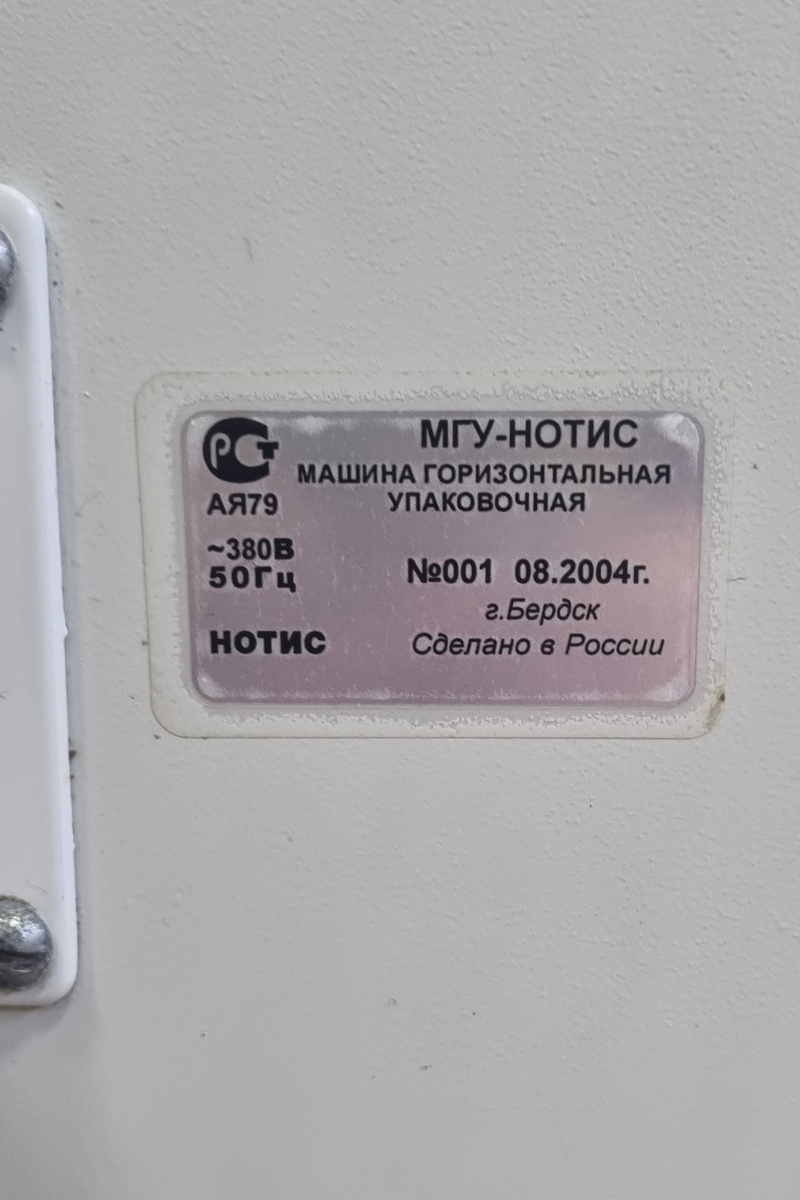 РСТ МГУ-НОТИС
МАШИНА ГОРИЗОНТАЛЬНАЯ
АЯ79 УПАКОВОЧНАЯ
~380В
50Гц №001 08.2004г.
г.Бердск
НОТИС Сделано в России